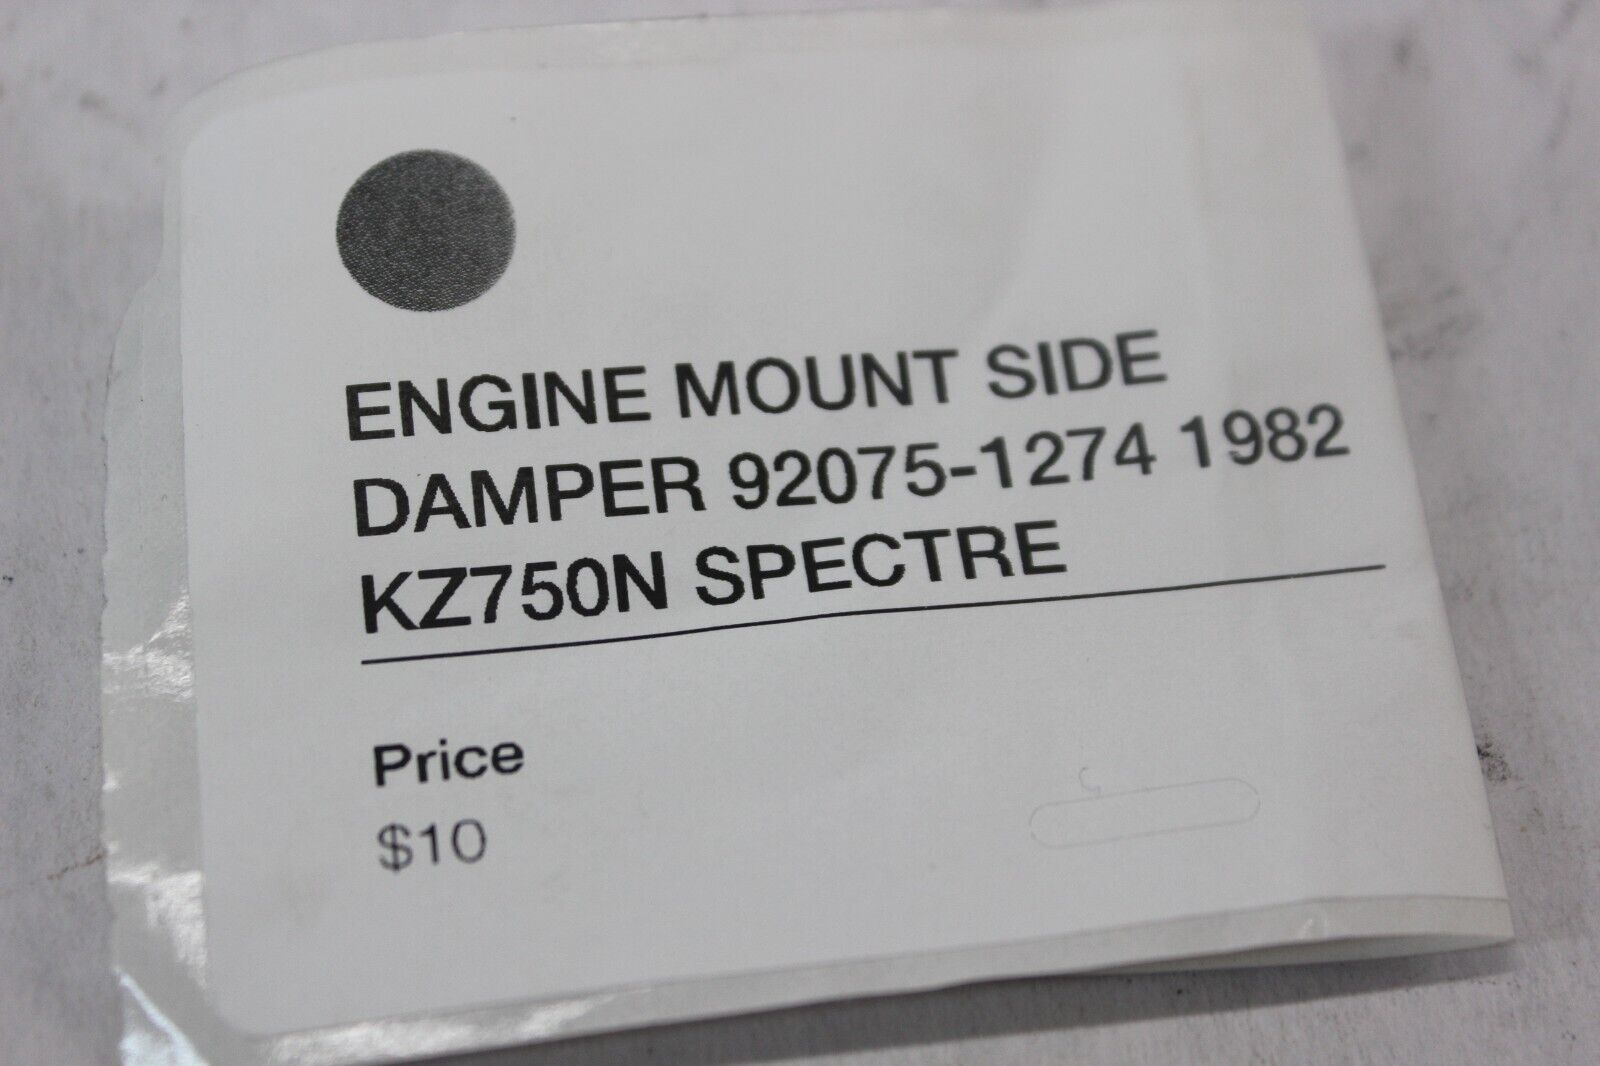 ENGINE MOUNT SIDE
DAMPER 92075-1274 1982
KZ750N SPECTRE
Price
$10